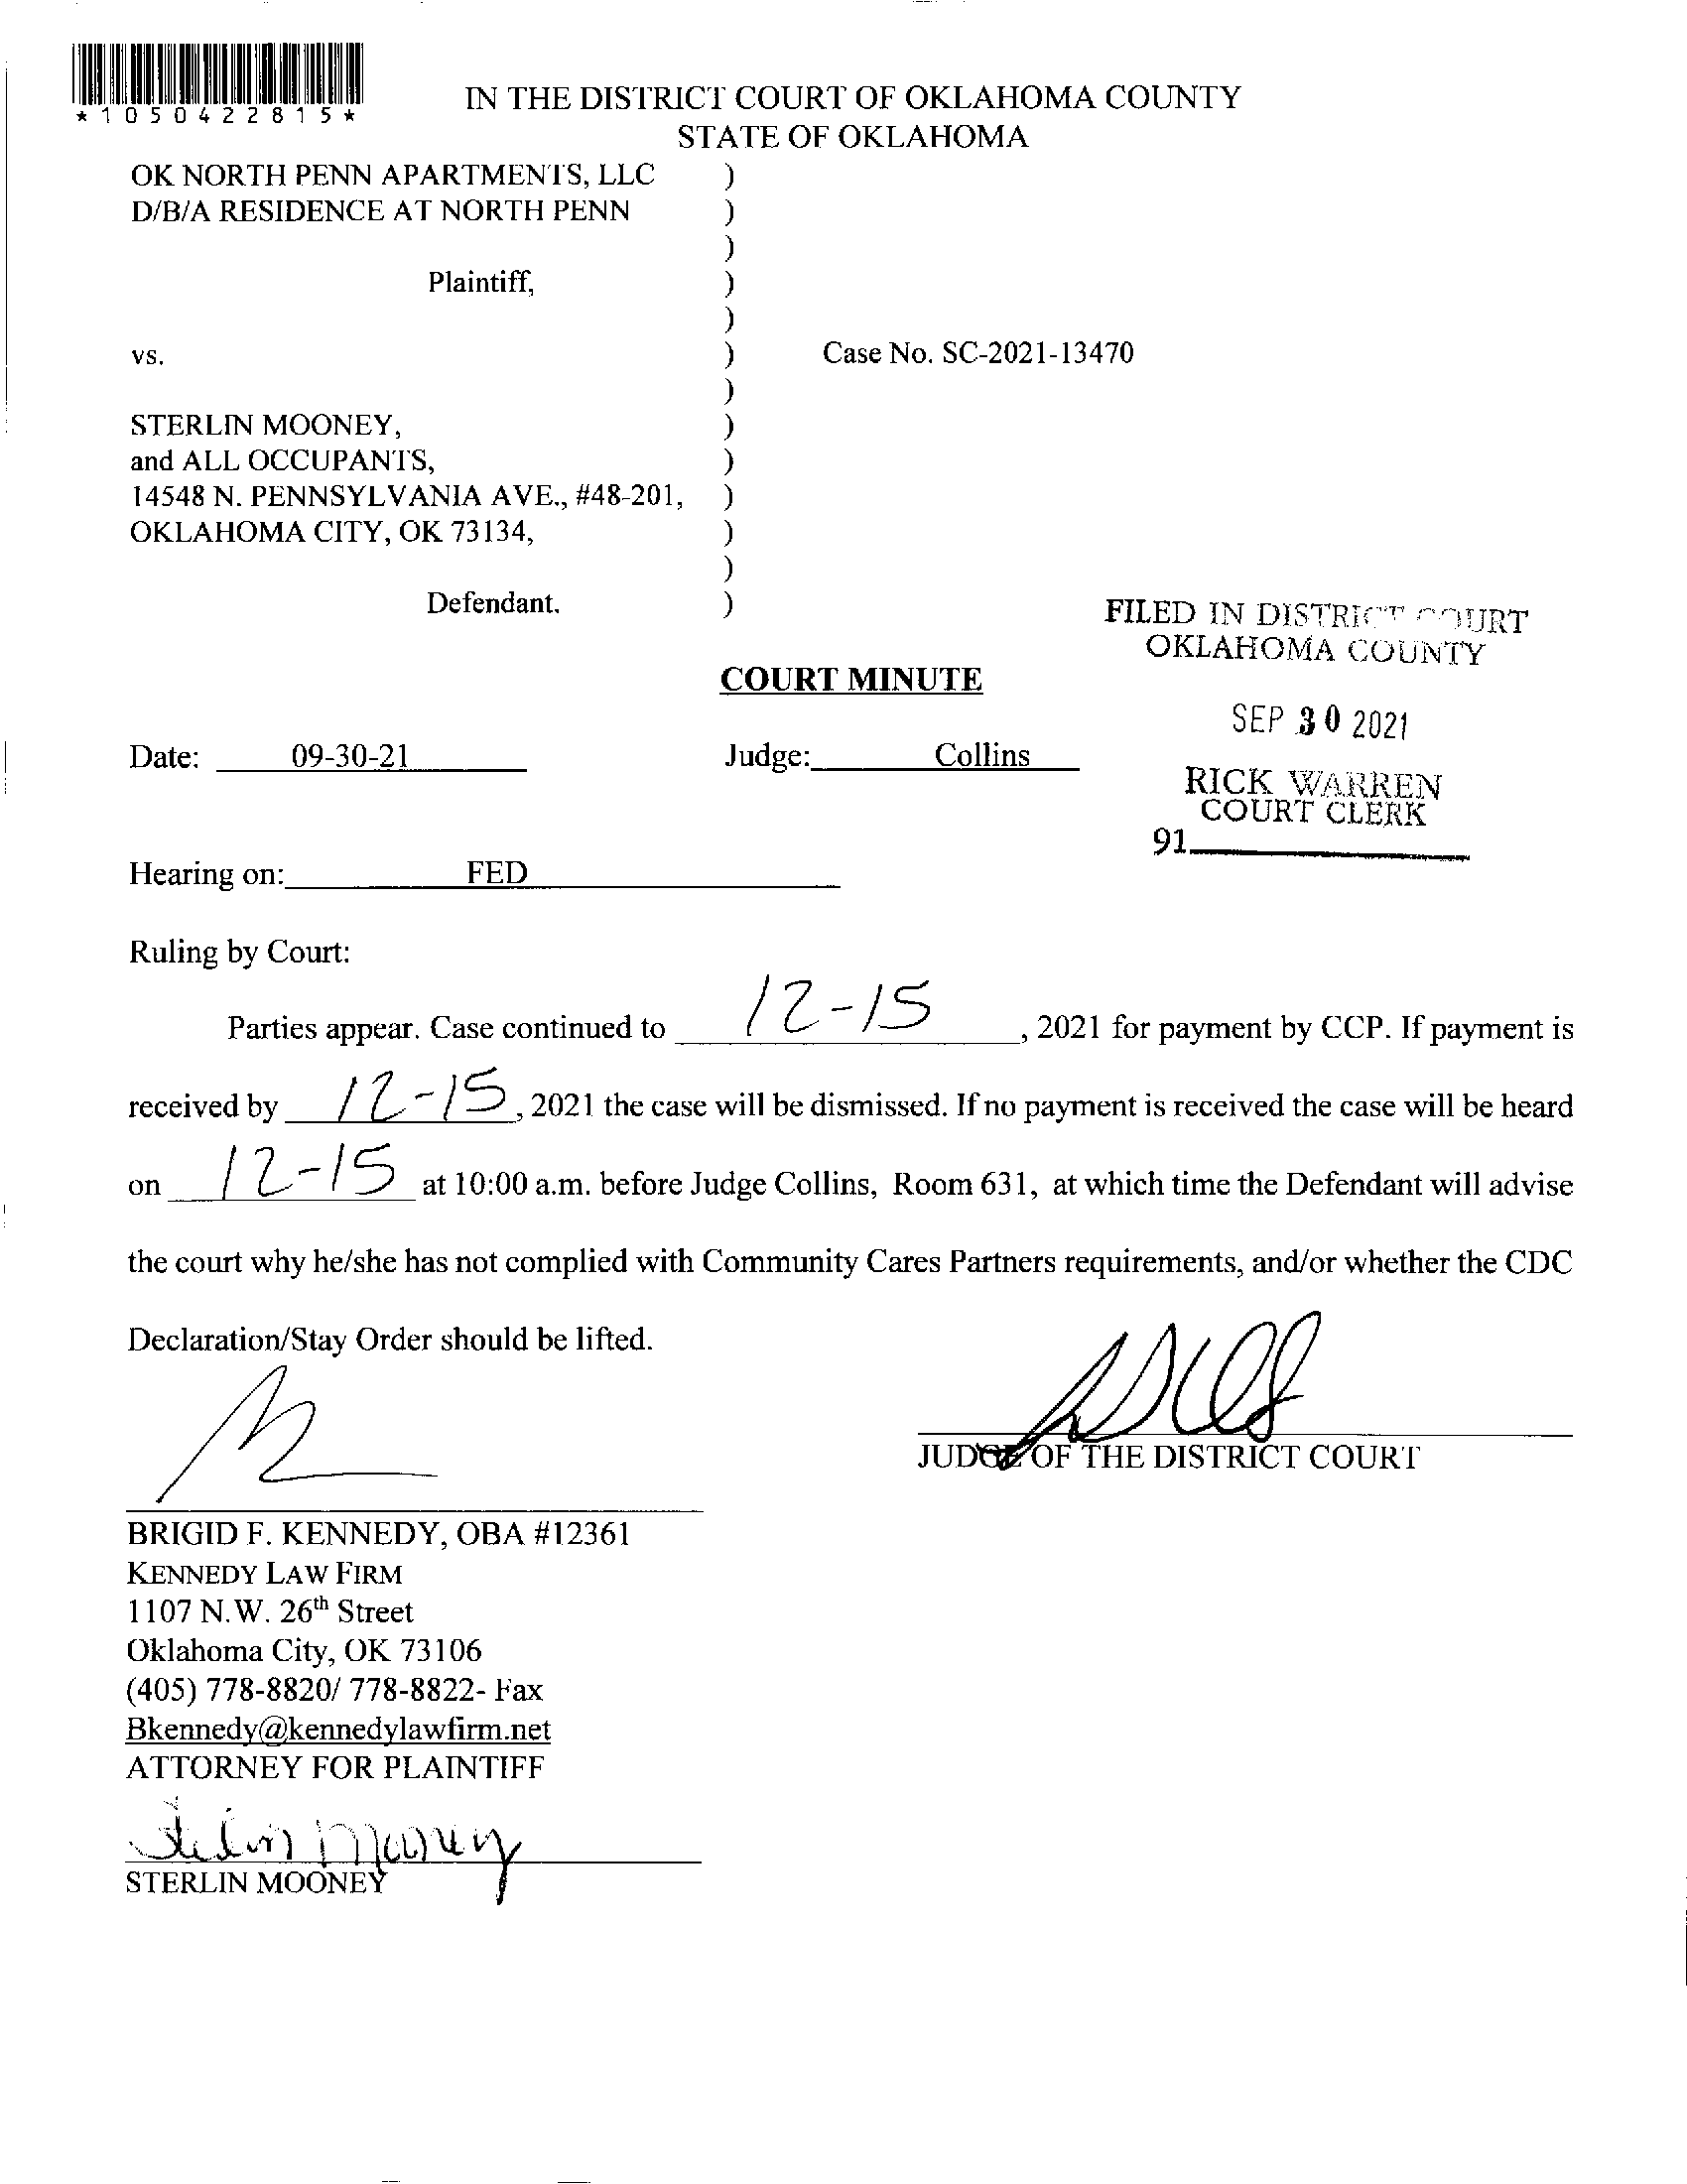 *1050422815*
IN THE DISTRICT COURT OF OKLAHOMA COUNTY
STATE OF OKLAHOMA
OK NORTH PENN APARTMENTS, LLC )
D/B/A RESIDENCE AT NORTH PENN )
)
Plaintiff, )
)
vs. ) Case No. SC-2021-13470
)
STERLIN MOONEY, )
and ALL OCCUPANTS, )
14548 N. PENNSYLVANIA AVE., #48-201, )
OKLAHOMA CITY, OK 73134, )
)
Defendant. )
FILED IN DISTRICT COURT
OKLAHOMA COUNTY
COURT MINUTE
SEP 30 2021
Date: 09-30-21 Judge: Collins
RICK WARREN
COURT CLERK
91
Hearing on: FED
Ruling by Court:
Parties appear. Case continued to 12-15, 2021 for payment by CCP. If payment is
received by 12-15, 2021 the case will be dismissed. If no payment is received the case will be heard
on 12-15 at 10:00 a.m. before Judge Collins, Room 631, at which time the Defendant will advise
the court why he/she has not complied with Community Cares Partners requirements, and/or whether the CDC
Declaration/Stay Order should be lifted.
JUDGE OF THE DISTRICT COURT
BRIGID F. KENNEDY, OBA #12361
KENNEDY LAW FIRM
1107 N.W. 26th Street
Oklahoma City, OK 73106
(405) 778-8820/ 778-8822- Fax
Bkennedy@kennedylawfirm.net
ATTORNEY FOR PLAINTIFF
Sterlin Mooney
STERLIN MOONEY